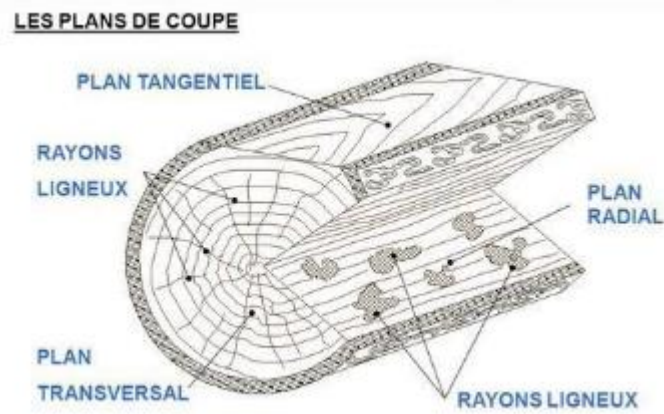 LES PLANS DE COUPE
PLAN TANGENTIEL
RAYONS
LIGNEUX
PLAN
RADIAL
PLAN
TRANSVERSAL
RAYONS LIGNEUX